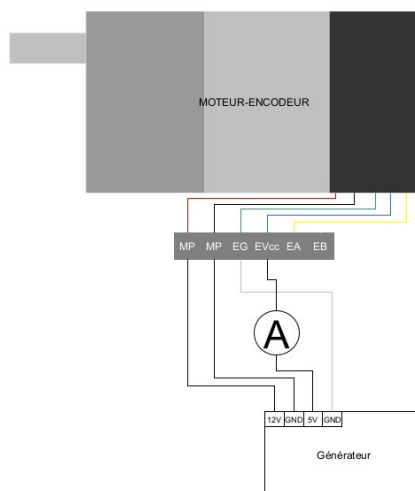 MOTEUR-ENCODEUR
MP MP EG EVcc EA EB
A
12V GND 5V GND
Générateur